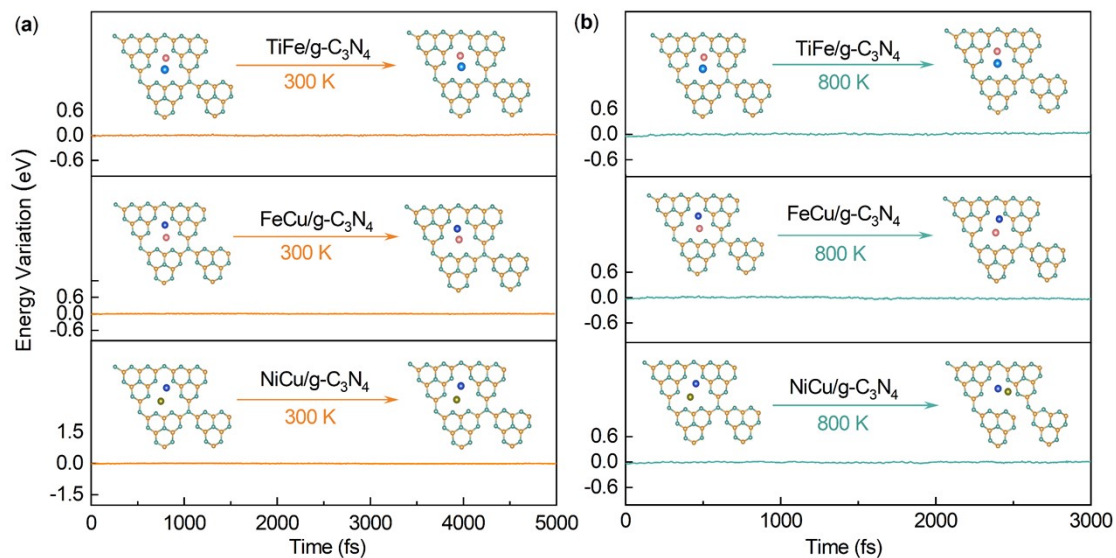 (a)
TiFe/g-C₃N₄
300 K
0.6
0.0
-0.6
FeCu/g-C₃N₄
300 K
0.6
0.0
-0.6
NiCu/g-C₃N₄
300 K
1.5
0.0
-1.5
0 1000 2000 3000 4000 5000
Time (fs)
Energy Variation (eV)
(b)
TiFe/g-C₃N₄
800 K
0.6
0.0
-0.6
FeCu/g-C₃N₄
800 K
0.6
0.0
-0.6
NiCu/g-C₃N₄
800 K
0.6
0.0
-0.6
0 1000 2000 3000
Time (fs)